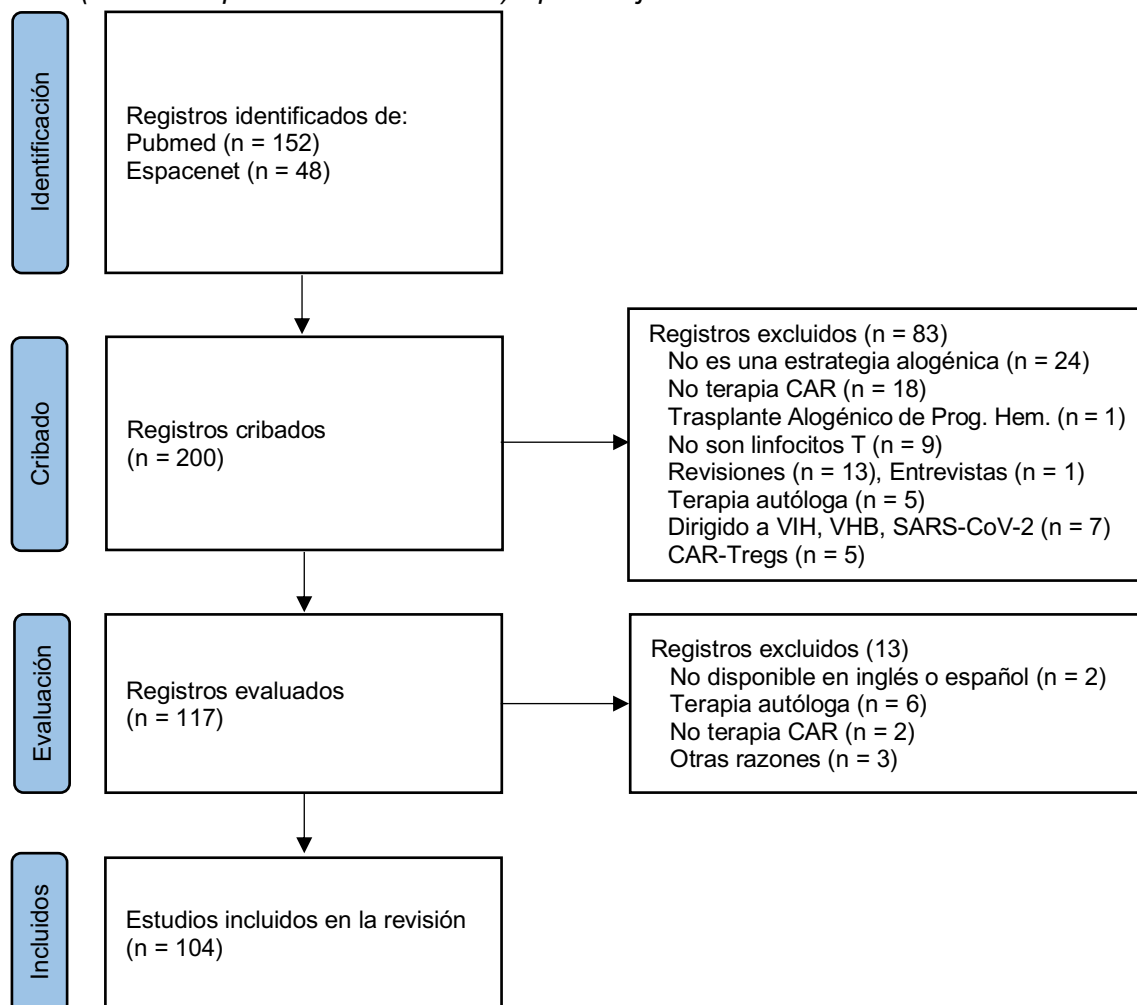 Identificación
Registros identificados de:
Pubmed (n = 152)
Espacenet (n = 48)
Cribado
Registros cribados
(n = 200)
Registros excluidos (n = 83)
No es una estrategia alogénica (n = 24)
No terapia CAR (n = 18)
Trasplante Alogénico de Prog. Hem. (n = 1)
No son linfocitos T (n = 9)
Revisiones (n = 13), Entrevistas (n = 1)
Terapia autóloga (n = 5)
Dirigido a VIH, VHB, SARS-CoV-2 (n = 7)
CAR-Tregs (n = 5)
Evaluación
Registros evaluados
(n = 117)
Registros excluidos (13)
No disponible en inglés o español (n = 2)
Terapia autóloga (n = 6)
No terapia CAR (n = 2)
Otras razones (n = 3)
Incluidos
Estudios incluidos en la revisión
(n = 104)